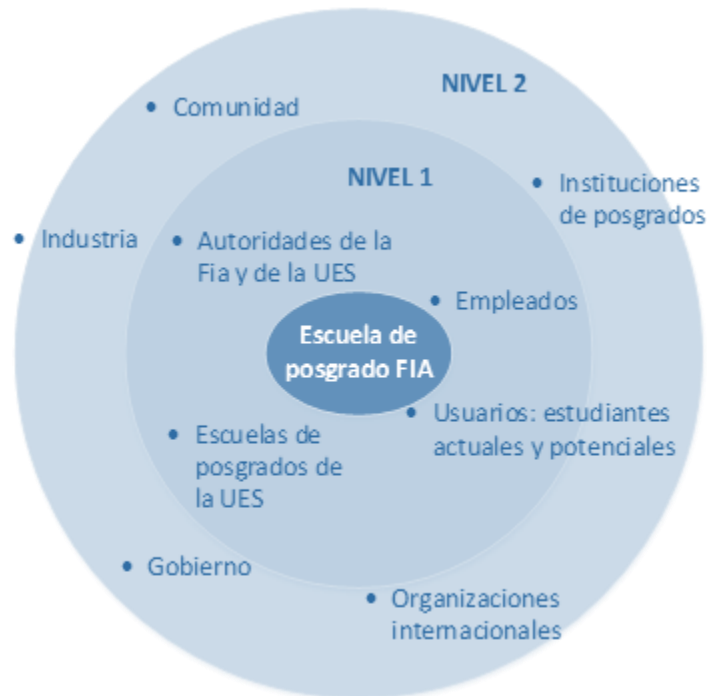 NIVEL 2
• Comunidad
NIVEL 1
• Instituciones
de posgrados
• Industria
• Autoridades de la
Fia y de la UES
• Empleados
Escuela de
posgrado FIA
• Usuarios: estudiantes
actuales y potenciales
• Escuelas de
posgrados de
la UES
• Gobierno
• Organizaciones
internacionales